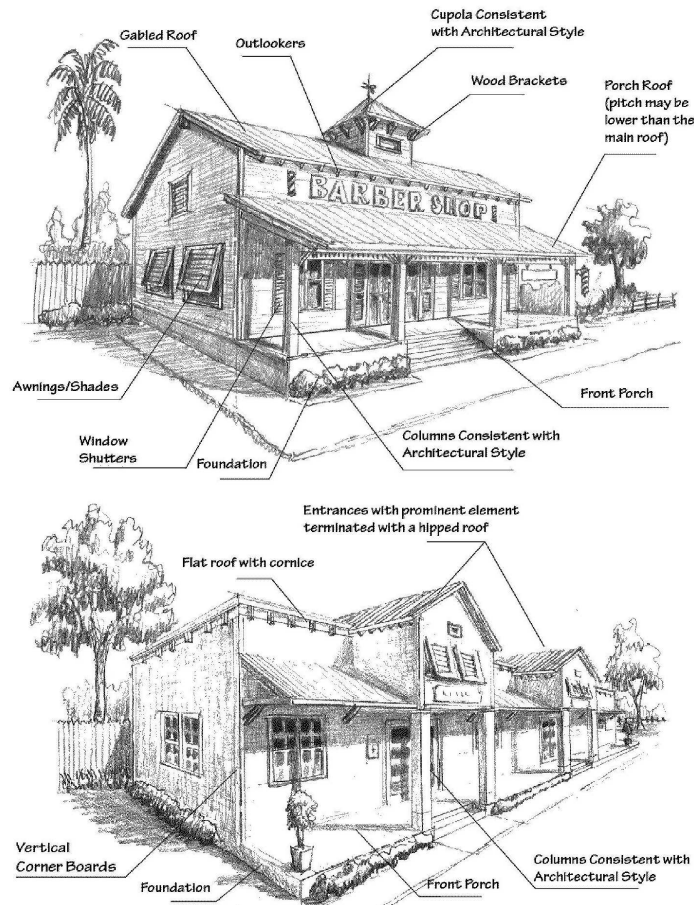 Cupola Consistent
with Architectural Style
Gabled Roof
Outlookers
Wood Brackets
Porch Roof
(pitch may be
lower than the
main roof)
BARBER SHOP
Awnings/Shades
Front Porch
Window
Shutters
Columns Consistent with
Architectural Style
Foundation
Entrances with prominent element
terminated with a hipped roof
Flat roof with cornice
Vertical
Corner Boards
Columns Consistent with
Architectural Style
Foundation
Front Porch